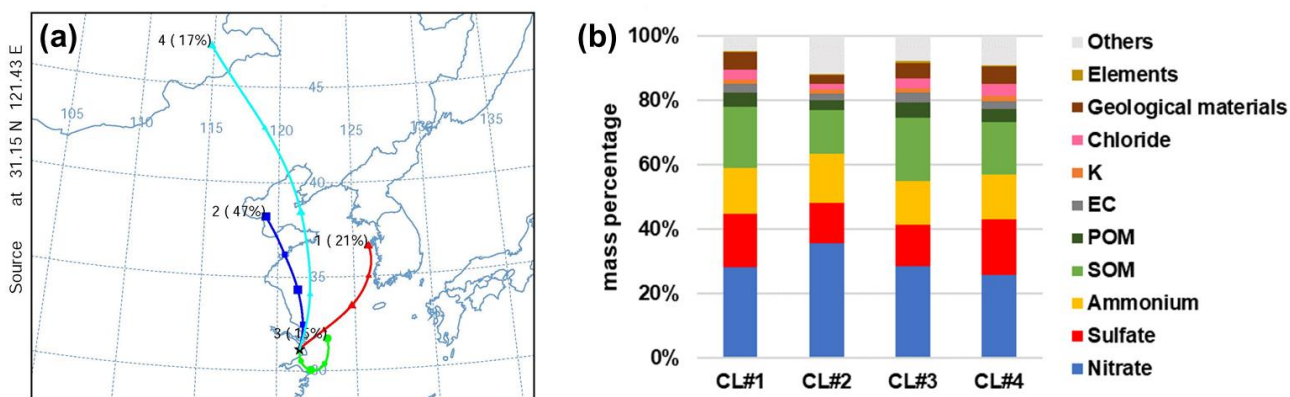 (a)
4 ( 17%)
45
105
110
115
120
125
130
135
40
2 ( 47%)
1 ( 21%)
35
3 ( 15%)
30
Source at 31.15 N 121.43 E
(b)
mass percentage
100%
80%
60%
40%
20%
0%
CL#1 CL#2 CL#3 CL#4
Others
Elements
Geological materials
Chloride
K
EC
POM
SOM
Ammonium
Sulfate
Nitrate